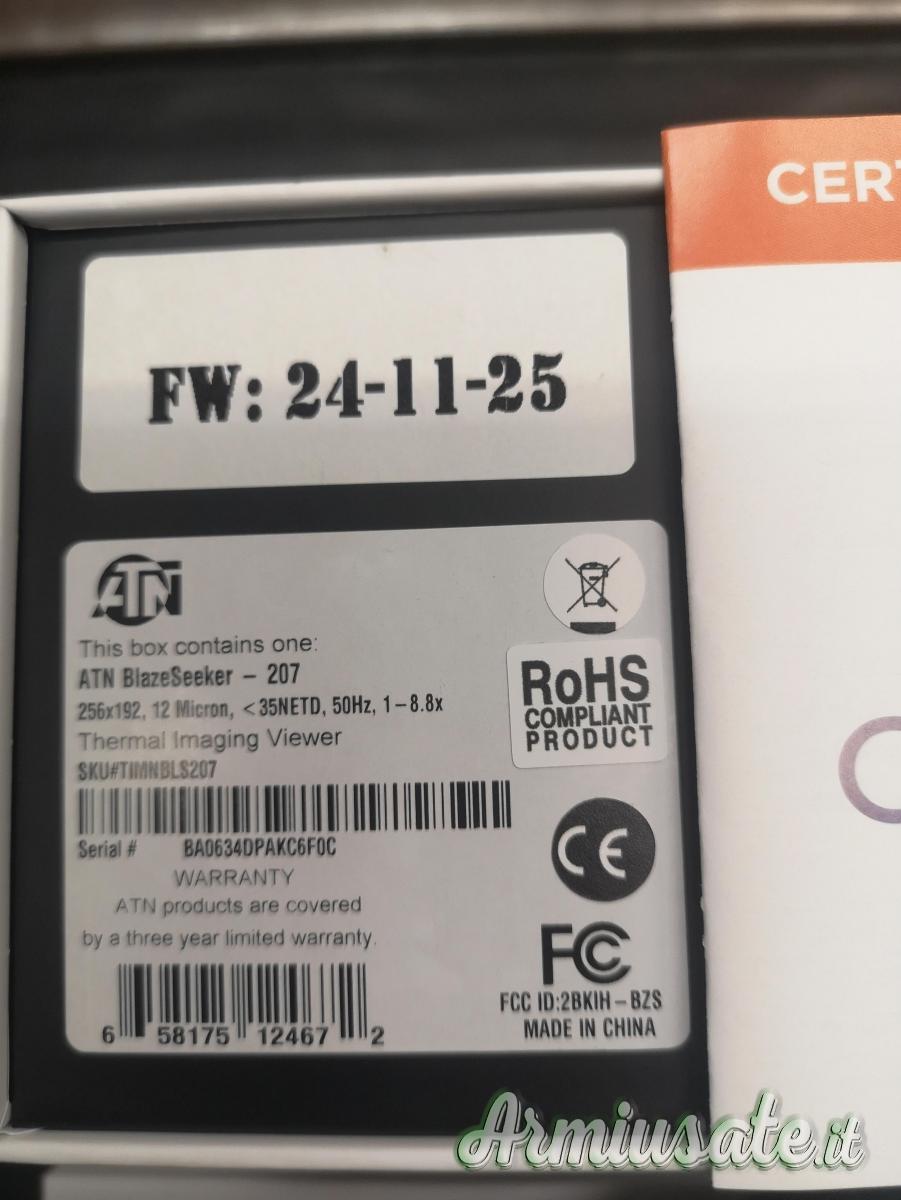 CERT
FW: 24-11-25
ATN
This box contains one:
ATN BlazeSeeker – 207
256x192, 12 Micron, <35NETD, 50Hz, 1–8.8x
Thermal Imaging Viewer
SKU#TIMNBLS207
RoHS
COMPLIANT
PRODUCT
Serial # BA0634DPAKC6F0C
WARRANTY
ATN products are covered
by a three year limited warranty.
CE
FC
FCC ID:2BKIH–BZS
MADE IN CHINA
6 58175 12467 2
Armiusate.it